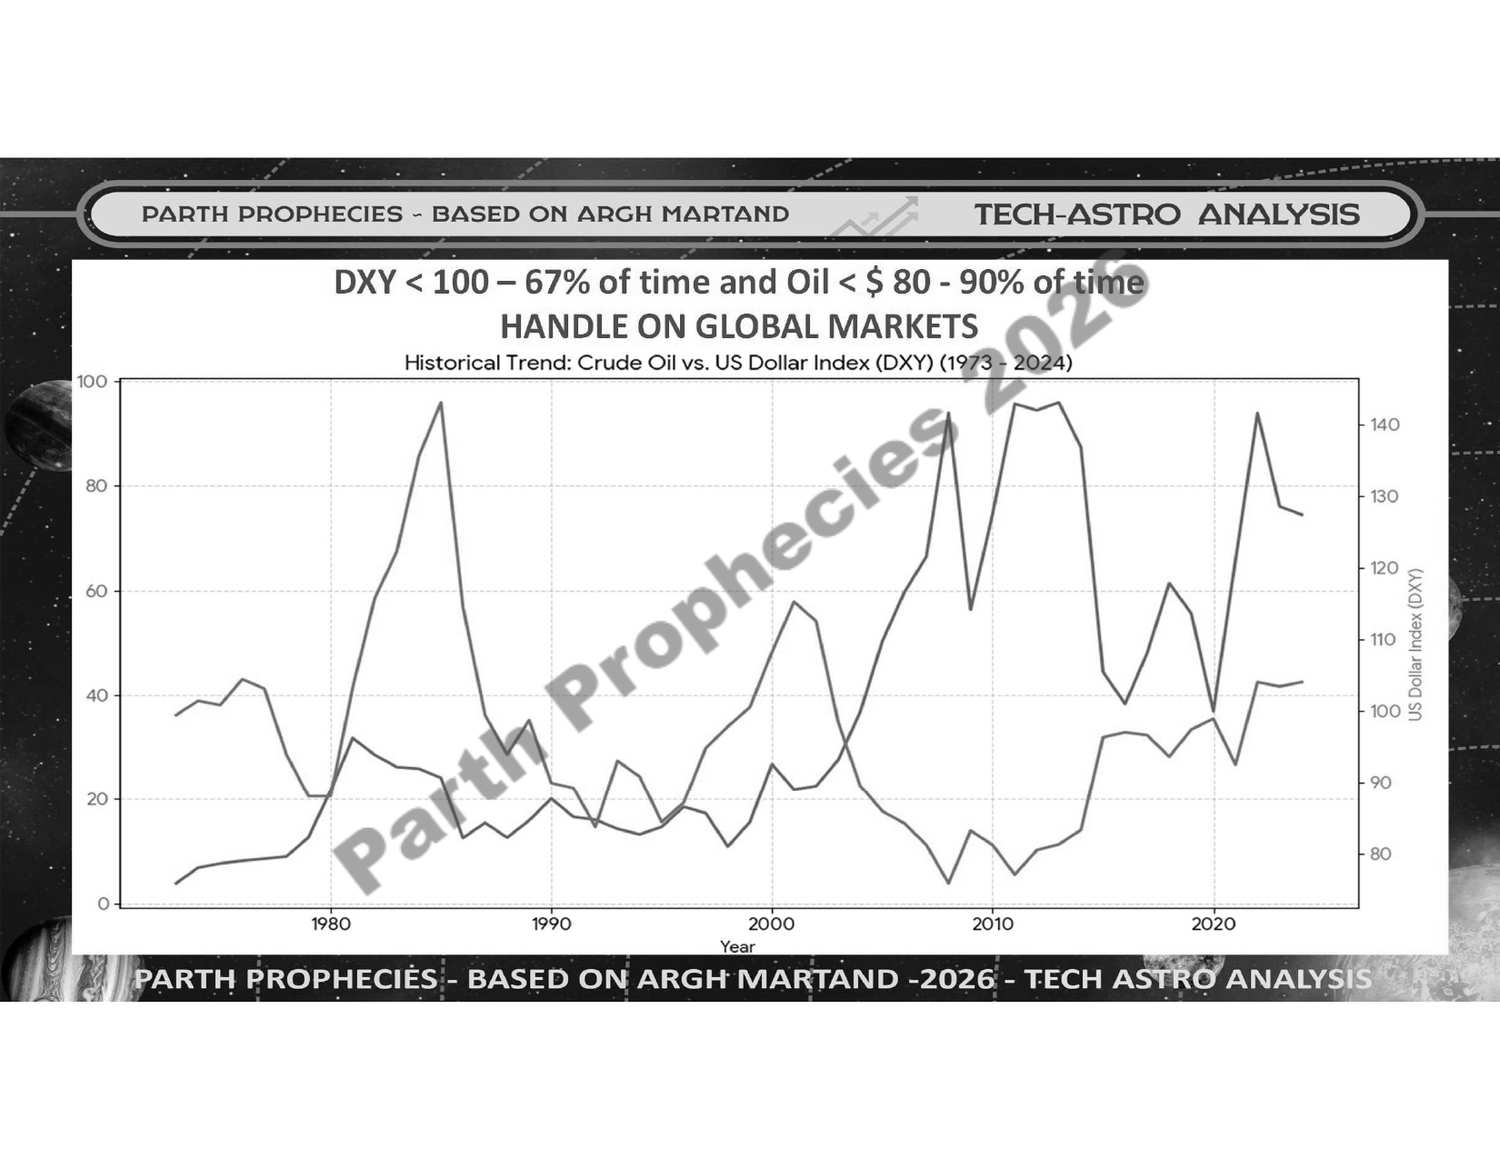 PARTH PROPHECIES ~ BASED ON ARGH MARTAND
TECH-ASTRO ANALYSIS
DXY < 100 – 67% of time and Oil < $ 80 - 90% of time
HANDLE ON GLOBAL MARKETS
Historical Trend: Crude Oil vs. US Dollar Index (DXY) (1973 - 2024)
100
80
60
40
20
0
140
130
120
110
100
90
80
US Dollar Index (DXY)
1980 1990 2000 2010 2020
Year
Parth Prophecies 2026
PARTH PROPHECIES - BASED ON ARGH MARTAND -2026 - TECH ASTRO ANALYSIS